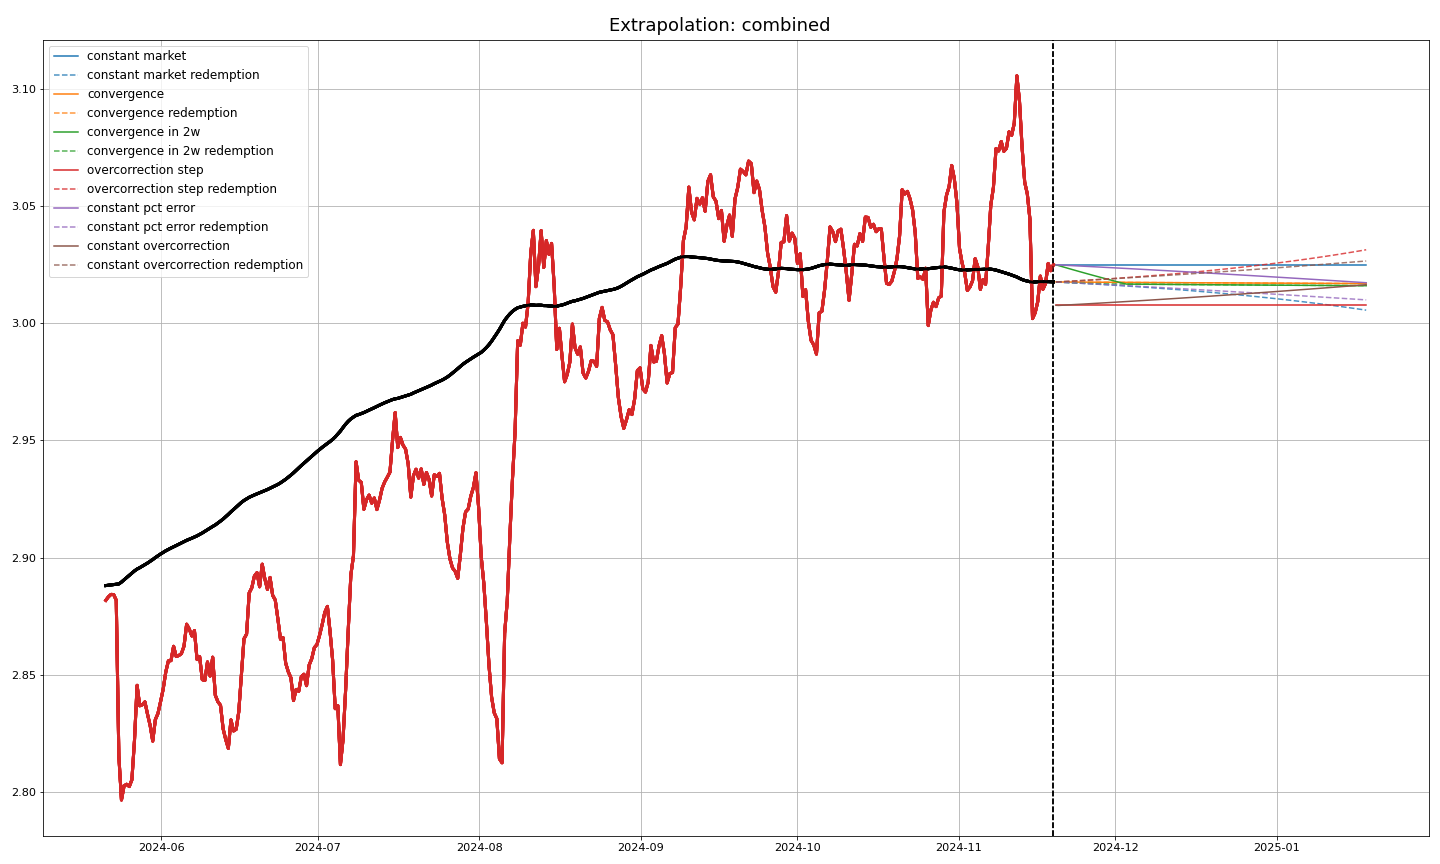 Extrapolation: combined
constant market
constant market redemption
convergence
convergence redemption
convergence in 2w
convergence in 2w redemption
overcorrection step
overcorrection step redemption
constant pct error
constant pct error redemption
constant overcorrection
constant overcorrection redemption
3.10
3.05
3.00
2.95
2.90
2.85
2.80
2024-06 2024-07 2024-08 2024-09 2024-10 2024-11 2024-12 2025-01